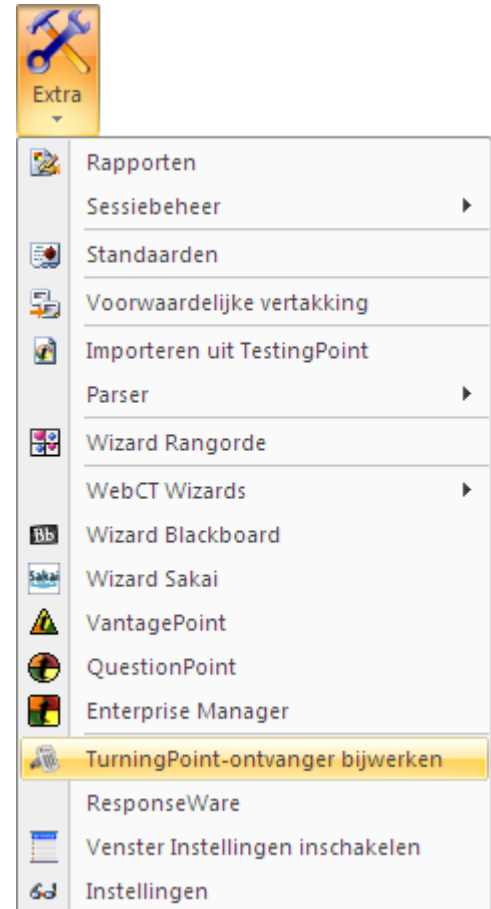 Extra
Rapporten
Sessiebeheer
Standaarden
Voorwaardelijke vertakking
Importeren uit TestingPoint
Parser
Wizard Rangorde
WebCT Wizards
Bb Wizard Blackboard
Sakai Wizard Sakai
VantagePoint
QuestionPoint
Enterprise Manager
TurningPoint-ontvanger bijwerken
ResponseWare
Venster Instellingen inschakelen
Instellingen